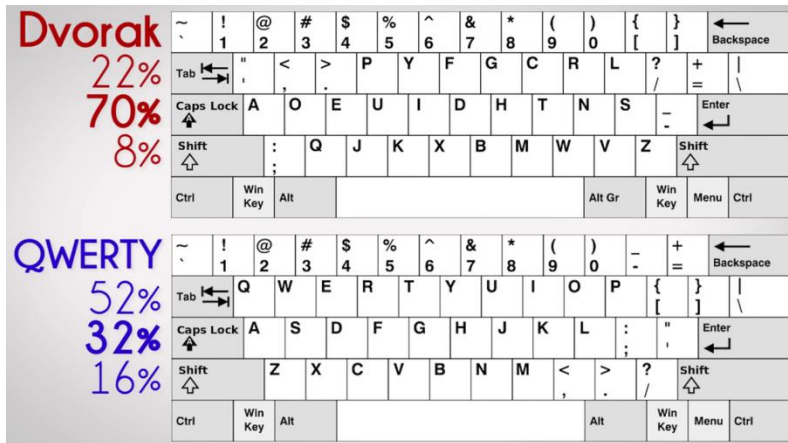 Dvorak
~ ! @ # $ % ^ & * ( ) { }
` 1 2 3 4 5 6 7 8 9 0 [ ] Backspace
22% Tab " < > P Y F G C R L ? + |
' , . / = \
70% Caps Lock A O E U I D H T N S _ Enter
-
8% Shift : Q J K X B M W V Z Shift
;
Ctrl Win Key Alt Alt Gr Win Key Menu Ctrl
QWERTY
~ ! @ # $ % ^ & * ( ) _ +
` 1 2 3 4 5 6 7 8 9 0 - = Backspace
52% Tab Q W E R T Y U I O P { } |
[ ] \
32% Caps Lock A S D F G H J K L : " Enter
; '
16% Shift Z X C V B N M < > ? Shift
, . /
Ctrl Win Key Alt Alt Win Key Menu Ctrl